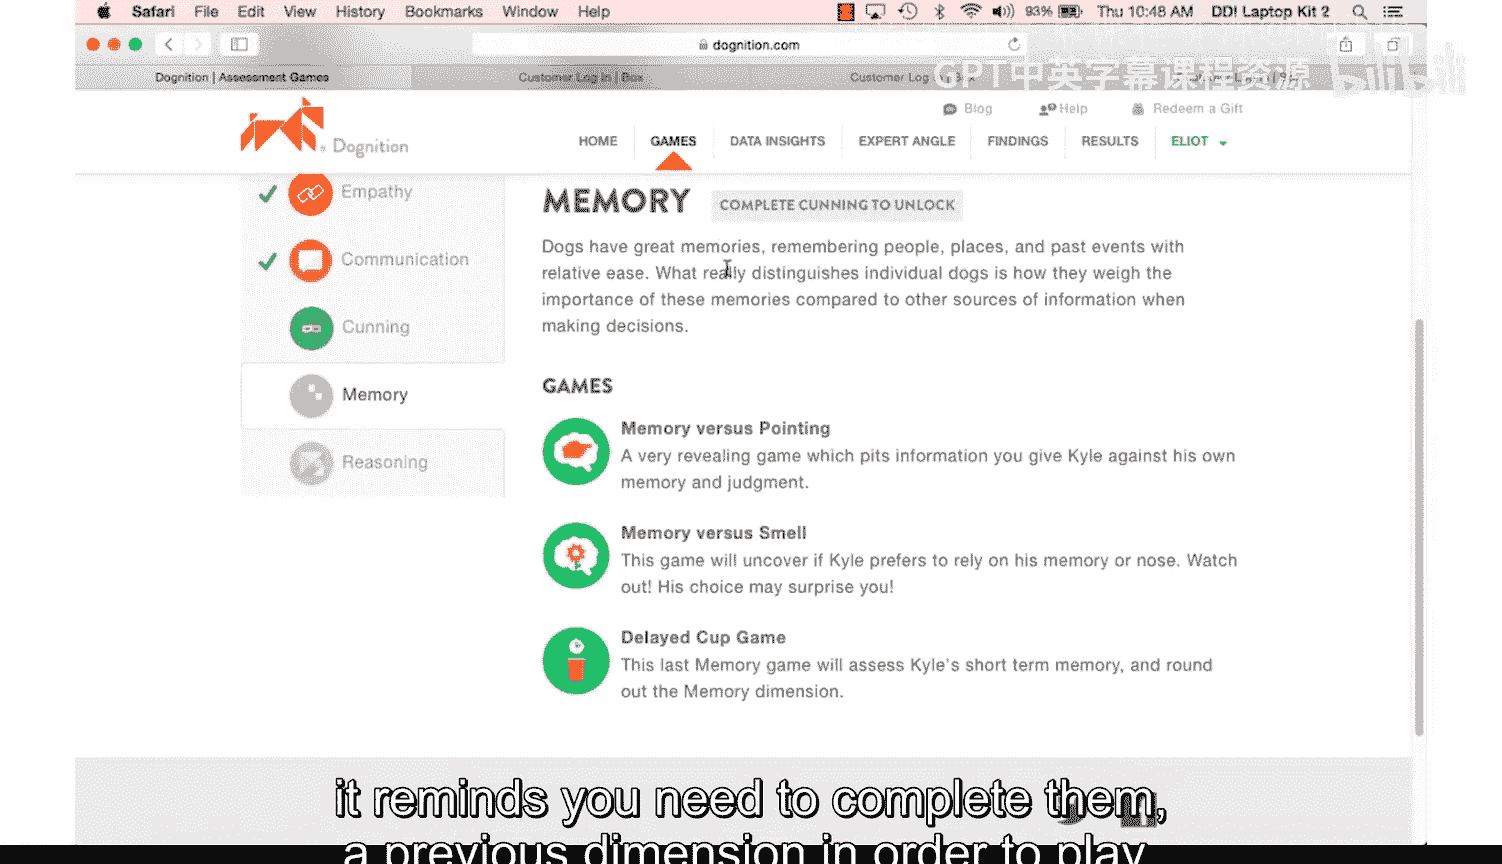 Safari File Edit View History Bookmarks Window Help 93% Thu 10:48 AM DDI Laptop Kit 2
dognition.com
Dognition | Assessment Games Customer Log In | Box Customer Log
GPT中英字幕课程资源 bilibili
Blog Help Redeem a Gift
Dognition
HOME GAMES DATA INSIGHTS EXPERT ANGLE FINDINGS RESULTS ELIOT
Empathy
Communication
Cunning
Memory
Reasoning
MEMORY COMPLETE CUNNING TO UNLOCK
Dogs have great memories, remembering people, places, and past events with
relative ease. What really distinguishes individual dogs is how they weigh the
importance of these memories compared to other sources of information when
making decisions.
GAMES
Memory versus Pointing
A very revealing game which pits information you give Kyle against his own
memory and judgment.
Memory versus Smell
This game will uncover if Kyle prefers to rely on his memory or nose. Watch
out! His choice may surprise you!
Delayed Cup Game
This last Memory game will assess Kyle's short term memory, and round
out the Memory dimension.
it reminds you need to complete them,
a previous dimension in order to play